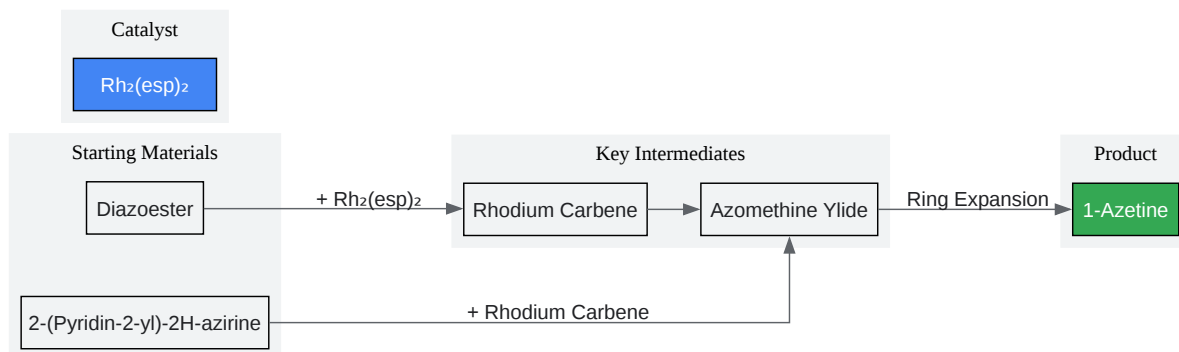 Catalyst
Rh₂(esp)₂
Starting Materials
Key Intermediates
Product
Diazoester
+ Rh₂(esp)₂
Rhodium Carbene
Azomethine Ylide
Ring Expansion
1-Azetine
2-(Pyridin-2-yl)-2H-azirine
+ Rhodium Carbene